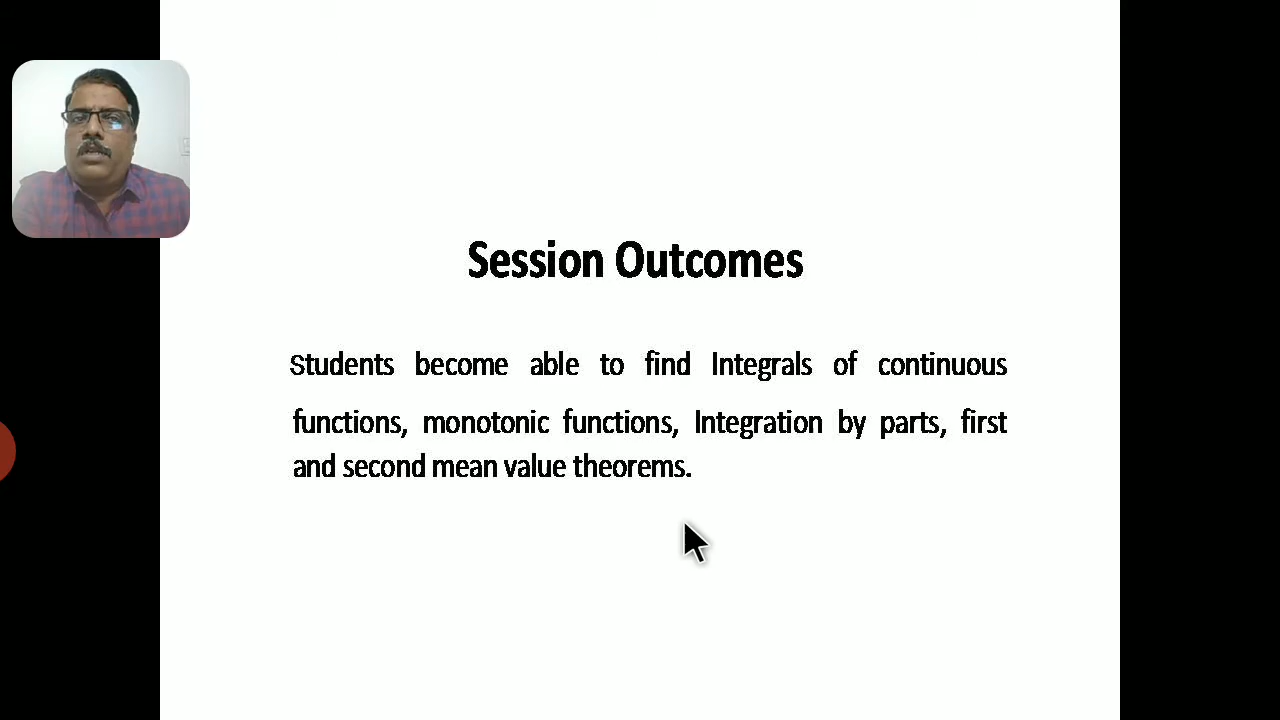 Session Outcomes
Students become able to find Integrals of continuous
functions, monotonic functions, Integration by parts, first
and second mean value theorems.